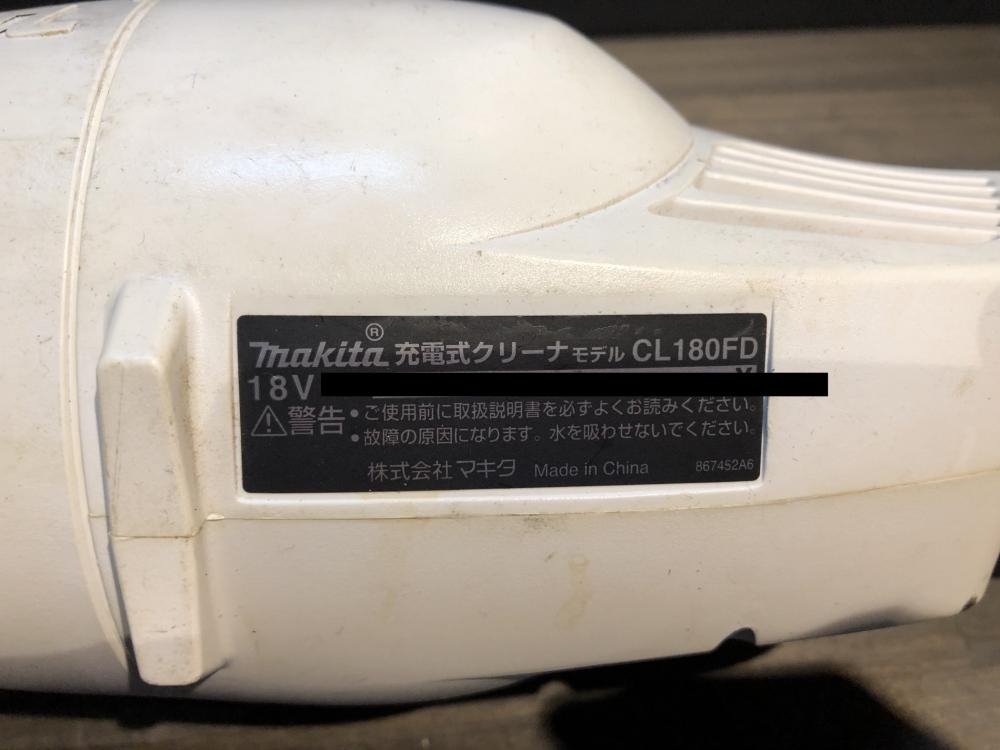 makita® 充電式クリーナ モデル CL180FD
18V
⚠警告 •ご使用前に取扱説明書を必ずよくお読みください。
•故障の原因になります。水を吸わせないでください。
株式会社マキタ Made in China 867452A6